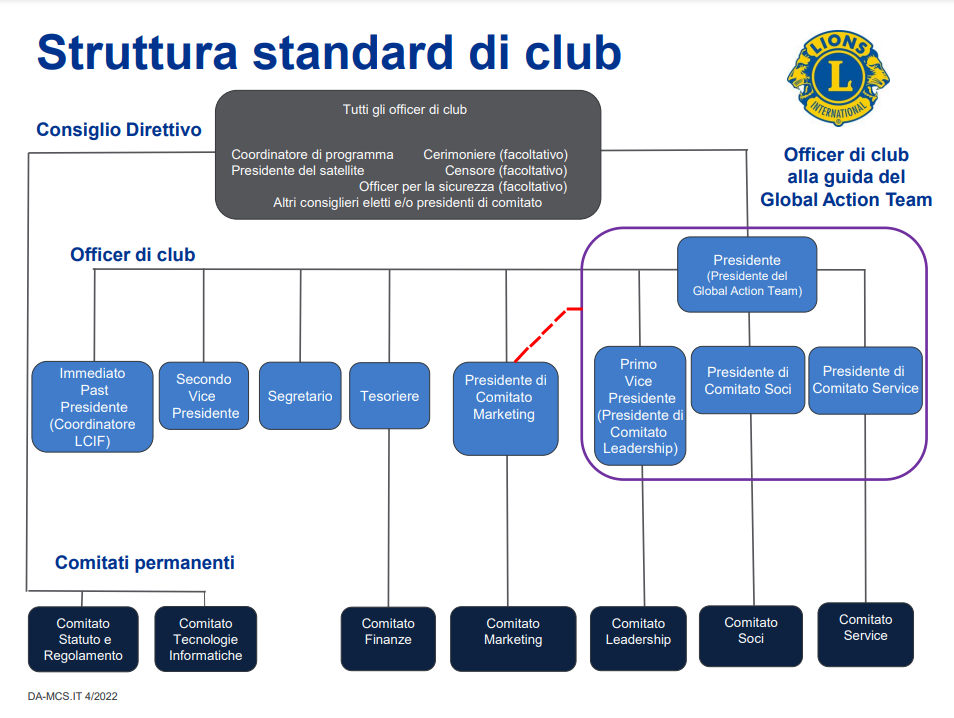 Struttura standard di club
LIONS
L
INTERNATIONAL
Tutti gli officer di club
Consiglio Direttivo
Coordinatore di programma Cerimoniere (facoltativo)
Presidente del satellite Censore (facoltativo)
Officer per la sicurezza (facoltativo)
Altri consiglieri eletti e/o presidenti di comitato
Officer di club
alla guida del
Global Action Team
Officer di club
Presidente
(Presidente del
Global Action Team)
Immediato
Past
Presidente
(Coordinatore
LCIF)
Secondo
Vice
Presidente
Segretario
Tesoriere
Presidente di
Comitato
Marketing
Primo
Vice
Presidente
(Presidente di
Comitato
Leadership)
Presidente di
Comitato Soci
Presidente di
Comitato Service
Comitati permanenti
Comitato
Statuto e
Regolamento
Comitato
Tecnologie
Informatiche
Comitato
Finanze
Comitato
Marketing
Comitato
Leadership
Comitato
Soci
Comitato
Service
DA-MCS.IT 4/2022